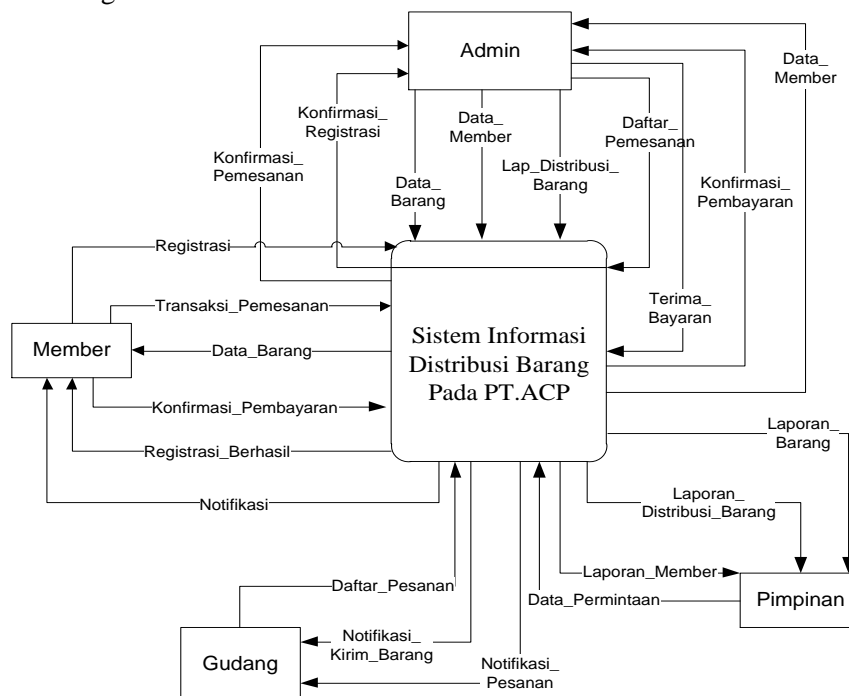 g
Admin
Data_
Member
Konfirmasi_
Registrasi
Data_
Member
Daftar_
Pemesanan
Konfirmasi_
Pemesanan
Data_
Barang
Lap_Distribusi_
Barang
Konfirmasi_
Pembayaran
Registrasi
Transaksi_Pemesanan
Terima_
Bayaran
Member
Data_Barang
Sistem Informasi
Distribusi Barang
Pada PT.ACP
Konfirmasi_Pembayaran
Registrasi_Berhasil
Laporan_
Barang
Notifikasi
Laporan_
Distribusi_Barang
Daftar_Pesanan
Laporan_Member
Data_Permintaan
Pimpinan
Gudang
Notifikasi_
Kirim_Barang
Notifikasi_
Pesanan